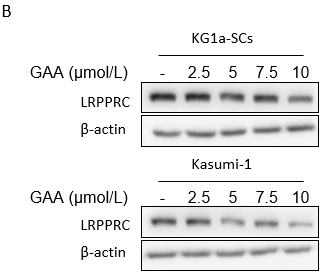 B
KG1a-SCs
GAA (μmol/L) - 2.5 5 7.5 10
LRPPRC
β-actin
Kasumi-1
GAA (μmol/L) - 2.5 5 7.5 10
LRPPRC
β-actin